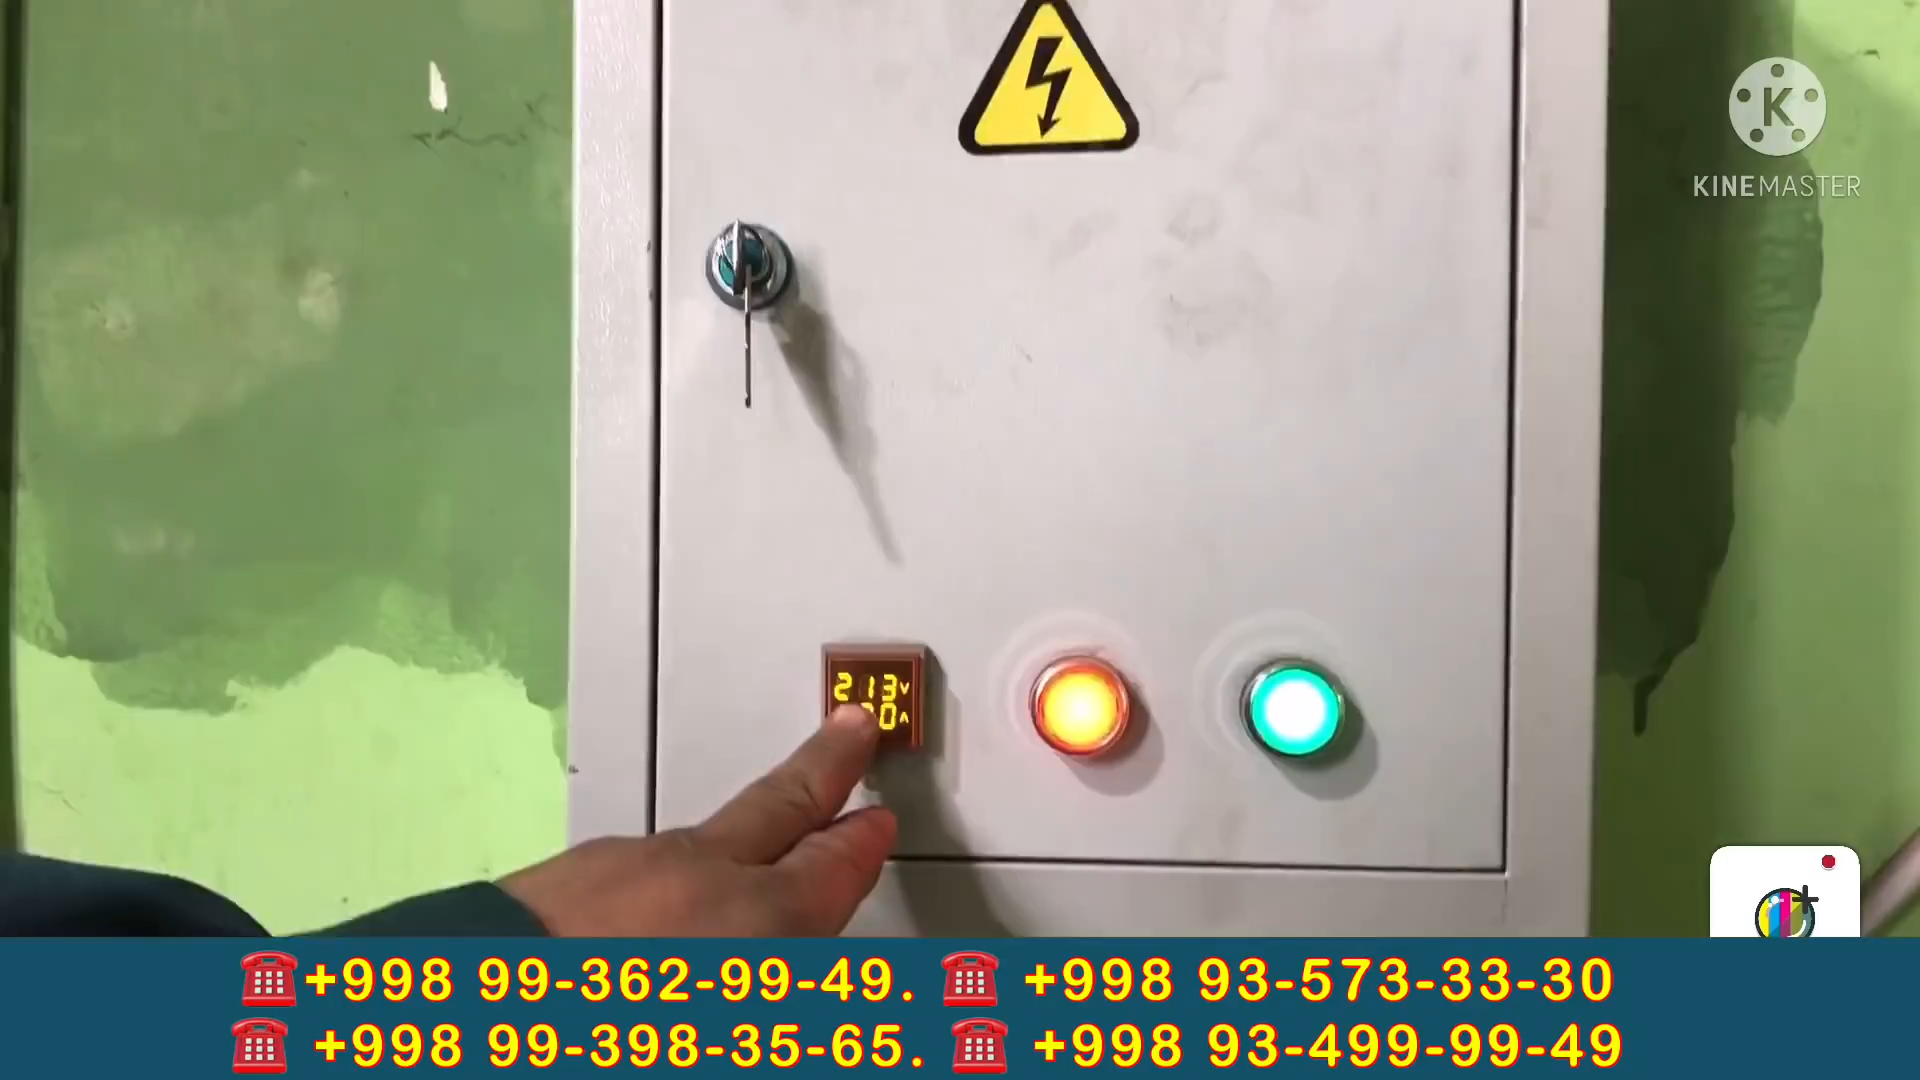 KINEMASTER
213V
0A
☎+998 99-362-99-49. ☎ +998 93-573-33-30
☎ +998 99-398-35-65. ☎ +998 93-499-99-49